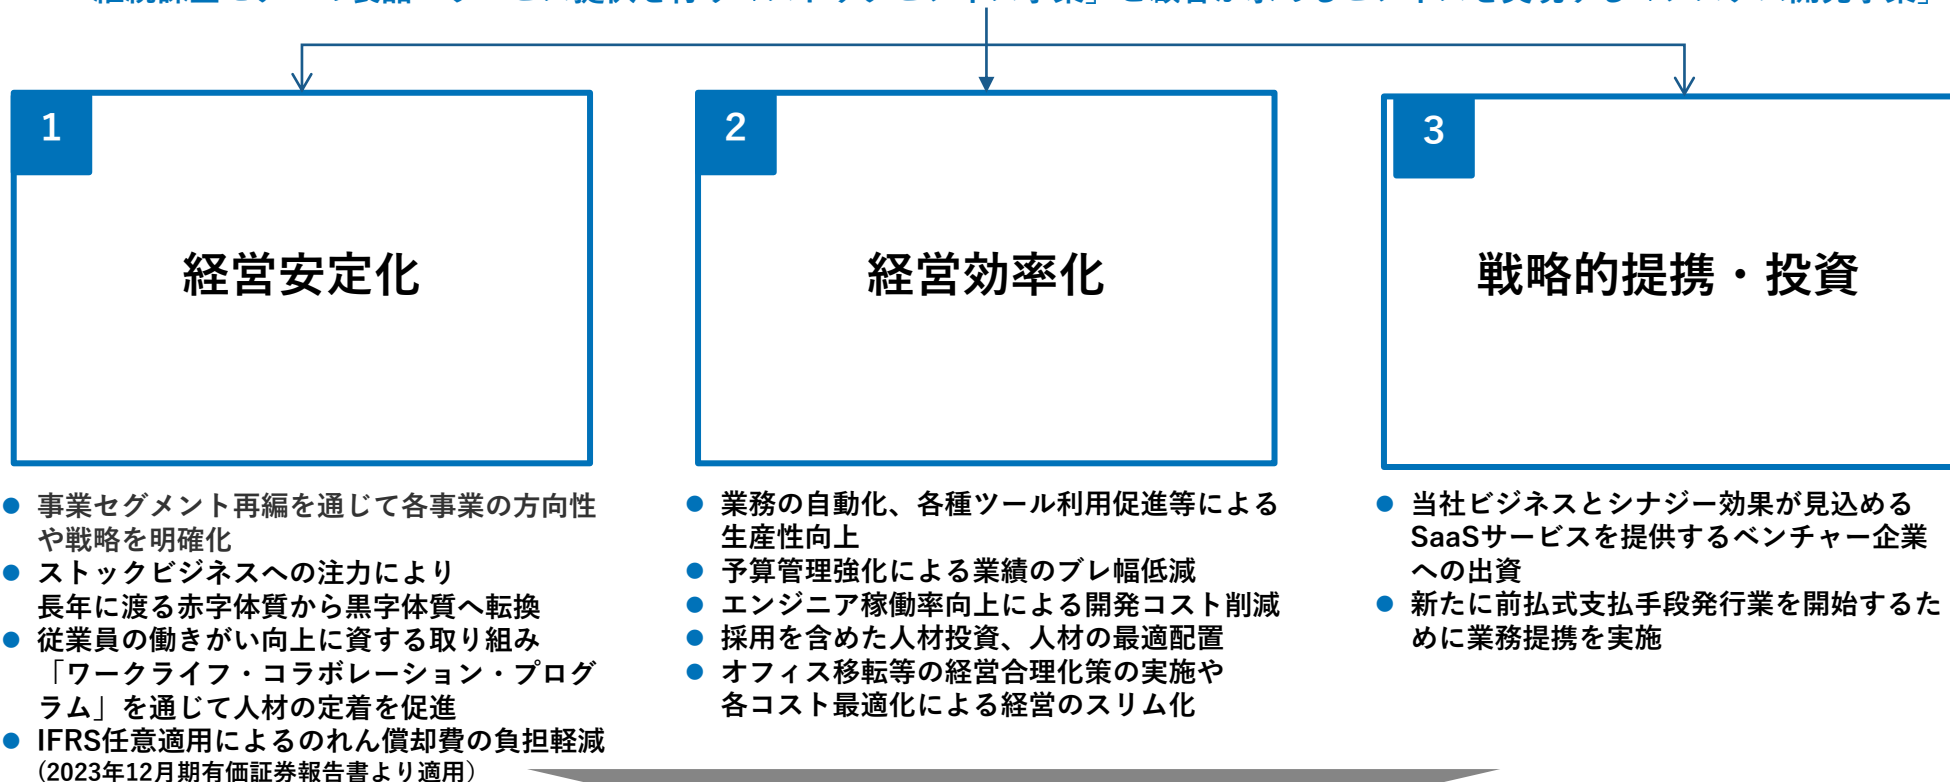 1
経営安定化
● 事業セグメント再編を通じて各事業の方向性
や戦略を明確化
● ストックビジネスへの注力により
長年に渡る赤字体質から黒字体質へ転換
● 従業員の働きがい向上に資する取り組み
「ワークライフ・コラボレーション・プログ
ラム」を通じて人材の定着を促進
● IFRS任意適用によるのれん償却費の負担軽減
(2023年12月期有価証券報告書より適用)
2
経営効率化
● 業務の自動化、各種ツール利用促進等による
生産性向上
● 予算管理強化による業績のブレ幅低減
● エンジニア稼働率向上による開発コスト削減
● 採用を含めた人材投資、人材の最適配置
● オフィス移転等の経営合理化策の実施や
各コスト最適化による経営のスリム化
3
戦略的提携・投資
● 当社ビジネスとシナジー効果が見込める
SaaSサービスを提供するベンチャー企業
への出資
● 新たに前払式支払手段発行業を開始するた
めに業務提携を実施